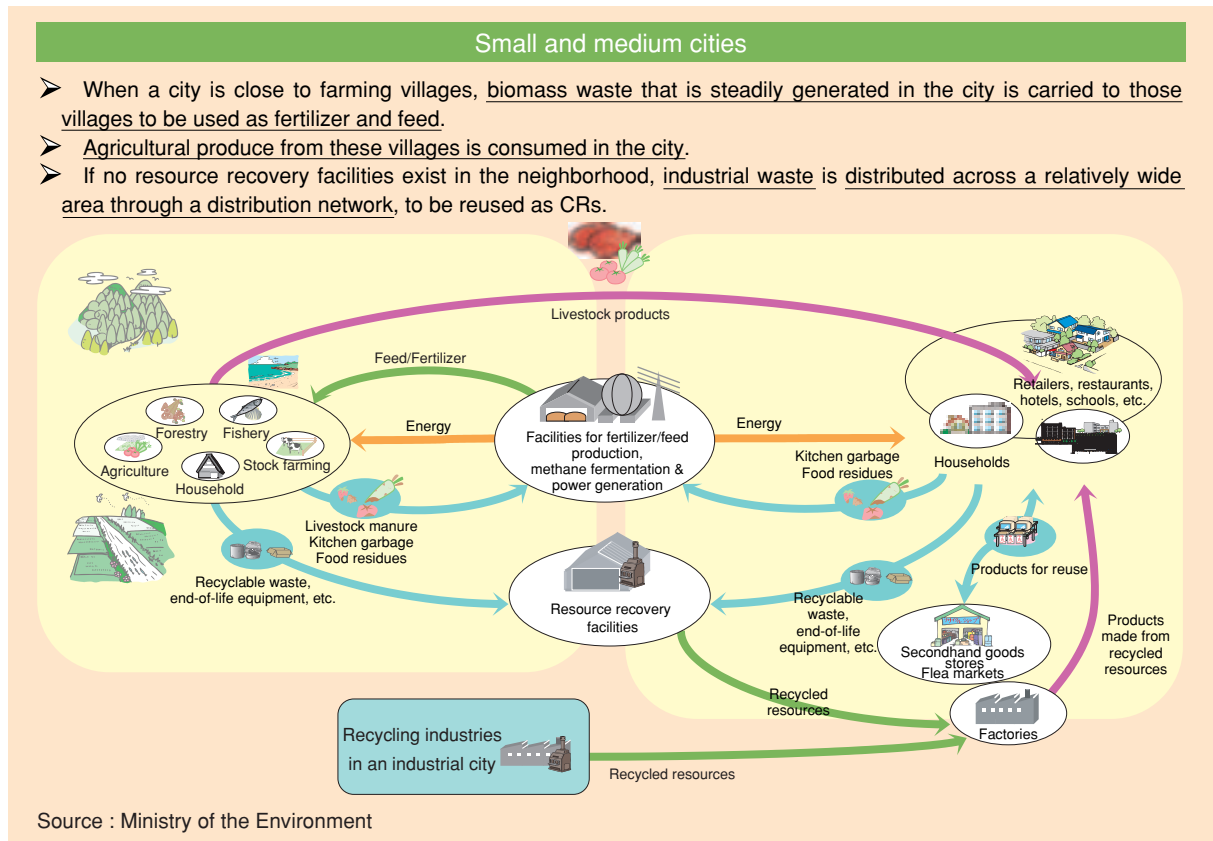 Small and medium cities
➢ When a city is close to farming villages, biomass waste that is steadily generated in the city is carried to those
villages to be used as fertilizer and feed.
➢ Agricultural produce from these villages is consumed in the city.
➢ If no resource recovery facilities exist in the neighborhood, industrial waste is distributed across a relatively wide
area through a distribution network, to be reused as CRs.
Livestock products
Feed/Fertilizer
Retailers, restaurants,
hotels, schools, etc.
Forestry
Fishery
Agriculture
Stock farming
Household
Energy
Facilities for fertilizer/feed
production,
methane fermentation &
power generation
Energy
Kitchen garbage
Food residues
Households
Livestock manure
Kitchen garbage
Food residues
Recyclable waste,
end-of-life equipment, etc.
Resource recovery
facilities
Recyclable
waste,
end-of-life
equipment, etc.
Products for reuse
Secondhand goods
stores
Flea markets
Products
made from
recycled
resources
Recycled
resources
Factories
Recycling industries
in an industrial city
Recycled resources
Source : Ministry of the Environment